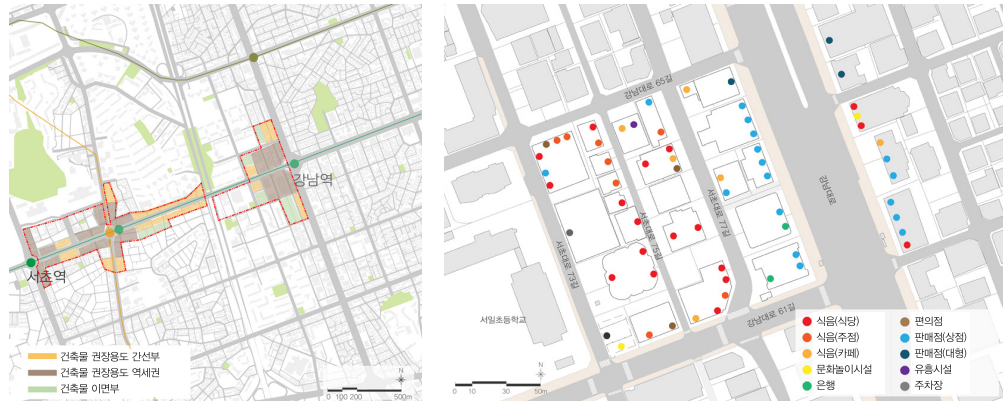 강남역
서초역
건축물 권장용도 간선부
건축물 권장용도 역세권
건축물 이면부
0 100 200 500m
강남대로 65길
강남대로
서초대로 77길
서초대로 75길
서초대로 73길
강남대로 61길
서일초등학교
0 10 30 50m
식음(식당)
식음(주점)
식음(카페)
문화놀이시설
은행
편의점
판매점(상점)
판매점(대형)
유흥시설
주차장